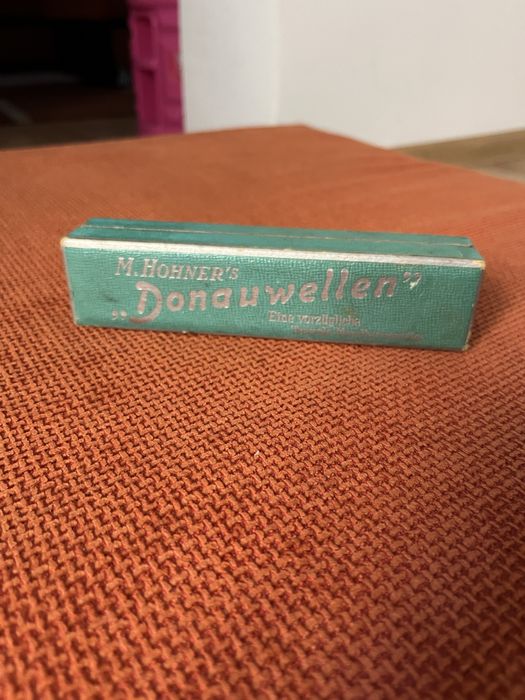 M. HOHNER'S
„Donauwellen”
Eine vorzügliche